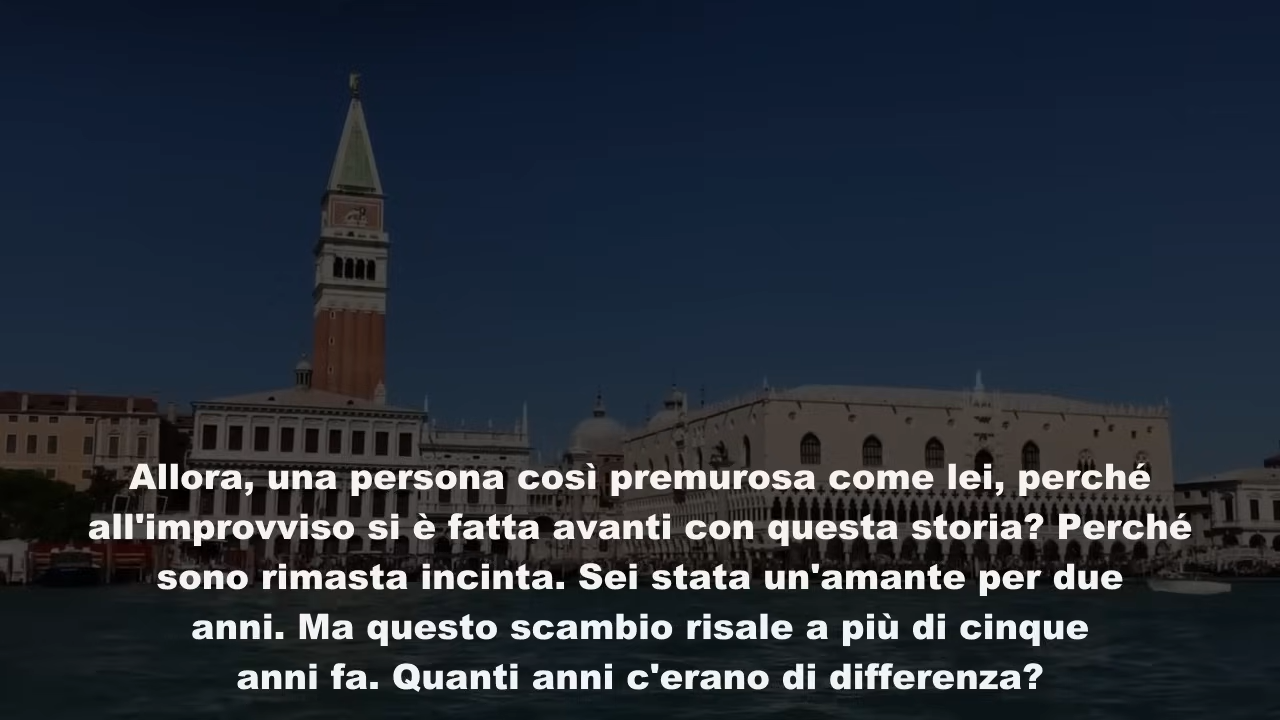 Allora, una persona così premurosa come lei, perché
all'improvviso si è fatta avanti con questa storia? Perché
sono rimasta incinta. Sei stata un'amante per due
anni. Ma questo scambio risale a più di cinque
anni fa. Quanti anni c'erano di differenza?